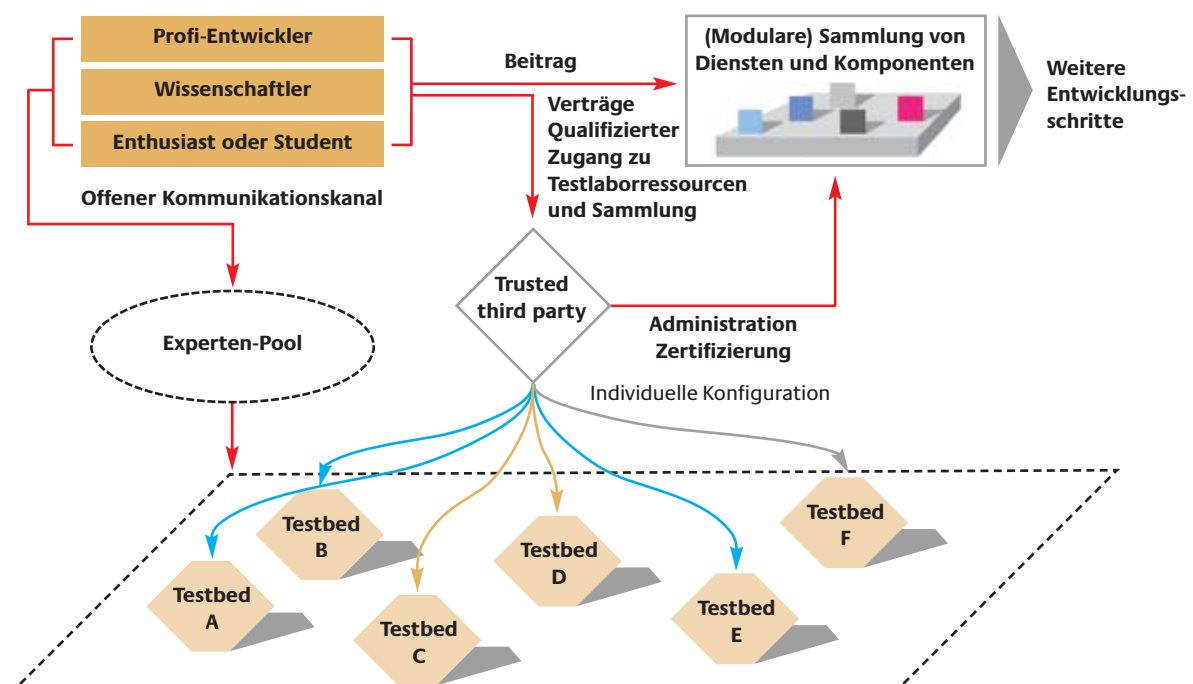 Profi-Entwickler
Wissenschaftler
Enthusiast oder Student
Offener Kommunikationskanal
Beitrag
Verträge
Qualifizierter
Zugang zu
Testlaborressourcen
und Sammlung
(Modulare) Sammlung von
Diensten und Komponenten
Weitere
Entwicklungs-
schritte
Trusted
third party
Administration
Zertifizierung
Experten-Pool
Individuelle Konfiguration
Testbed
A
Testbed
B
Testbed
C
Testbed
D
Testbed
E
Testbed
F